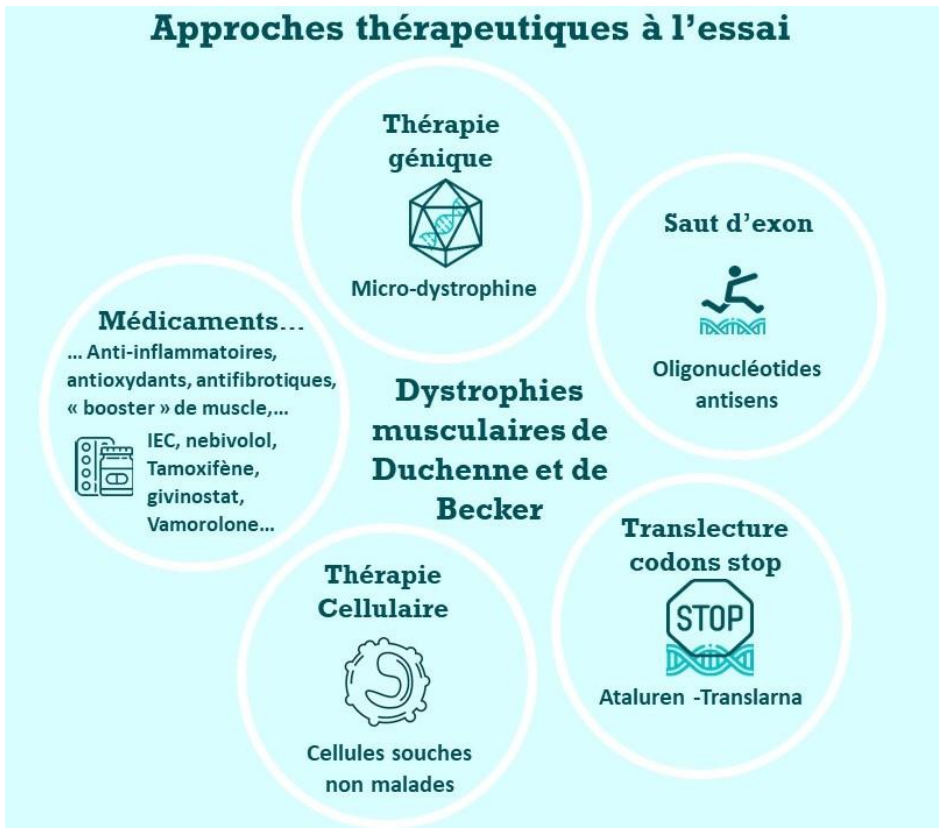 Approches thérapeutiques à l’essai
Thérapie
génique
Micro-dystrophine
Saut d’exon
Oligonucléotides
antisens
Médicaments...
... Anti-inflammatoires,
antioxydants, antifibrotiques,
« booster » de muscle,...
IEC, nebivolol,
Tamoxifène,
givinostat,
Vamorolone...
Dystrophies
musculaires de
Duchenne et de
Becker
Translecture
codons stop
STOP
Ataluren -Translarna
Thérapie
Cellulaire
Cellules souches
non malades